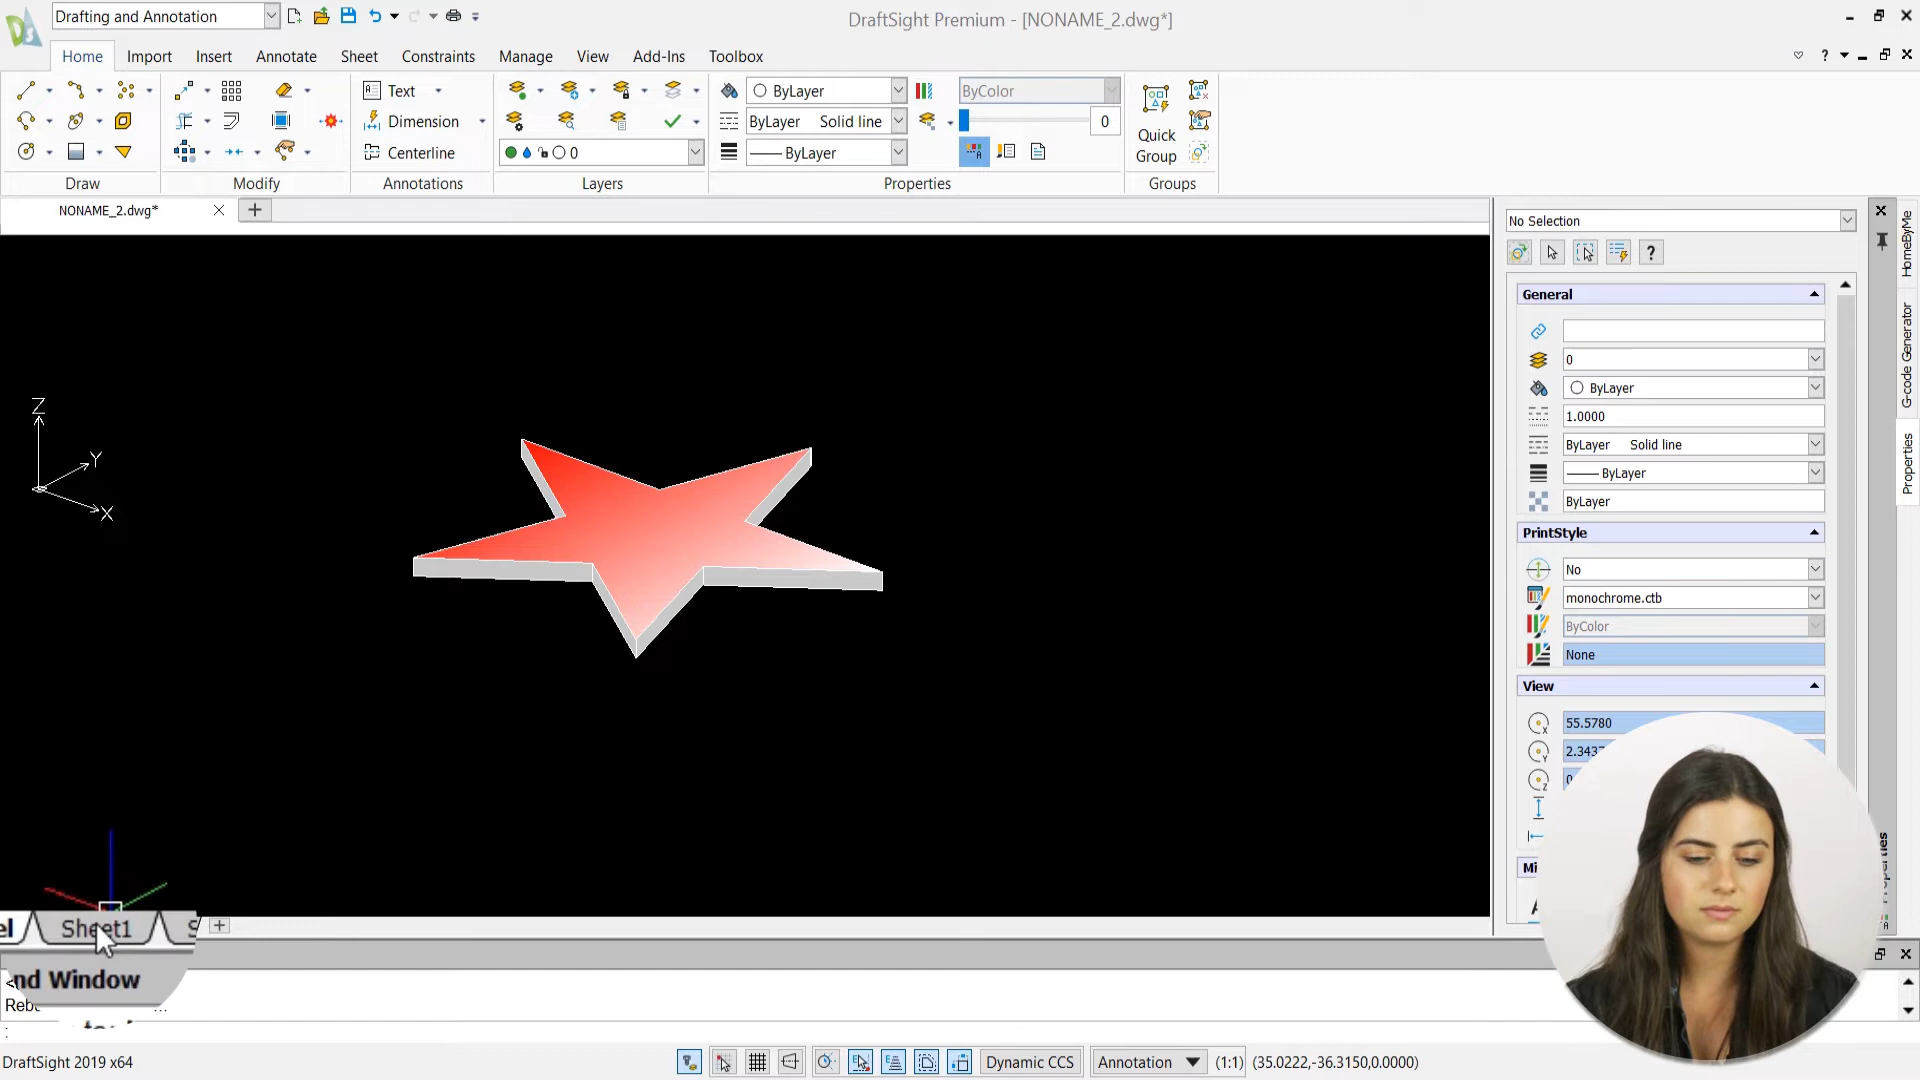 Drafting and Annotation
DraftSight Premium - [NONAME_2.dwg*]
Home
Import
Insert
Annotate
Sheet
Constraints
Manage
View
Add-Ins
Toolbox
?
Text
Dimension
Centerline
0
ByLayer
ByLayer Solid line
ByLayer
ByColor
0
Quick
Group
Draw
Modify
Annotations
Layers
Properties
Groups
NONAME_2.dwg*
No Selection
?
General
0
ByLayer
1.0000
ByLayer Solid line
ByLayer
ByLayer
PrintStyle
No
monochrome.ctb
ByColor
None
View
55.5780
2.343
HomeByMe
G-code Generator
Properties
Z
Y
X
Sheet1
nd Window
:
DraftSight 2019 x64
Dynamic CCS
Annotation
(1:1)
(35.0222,-36.3150,0.0000)